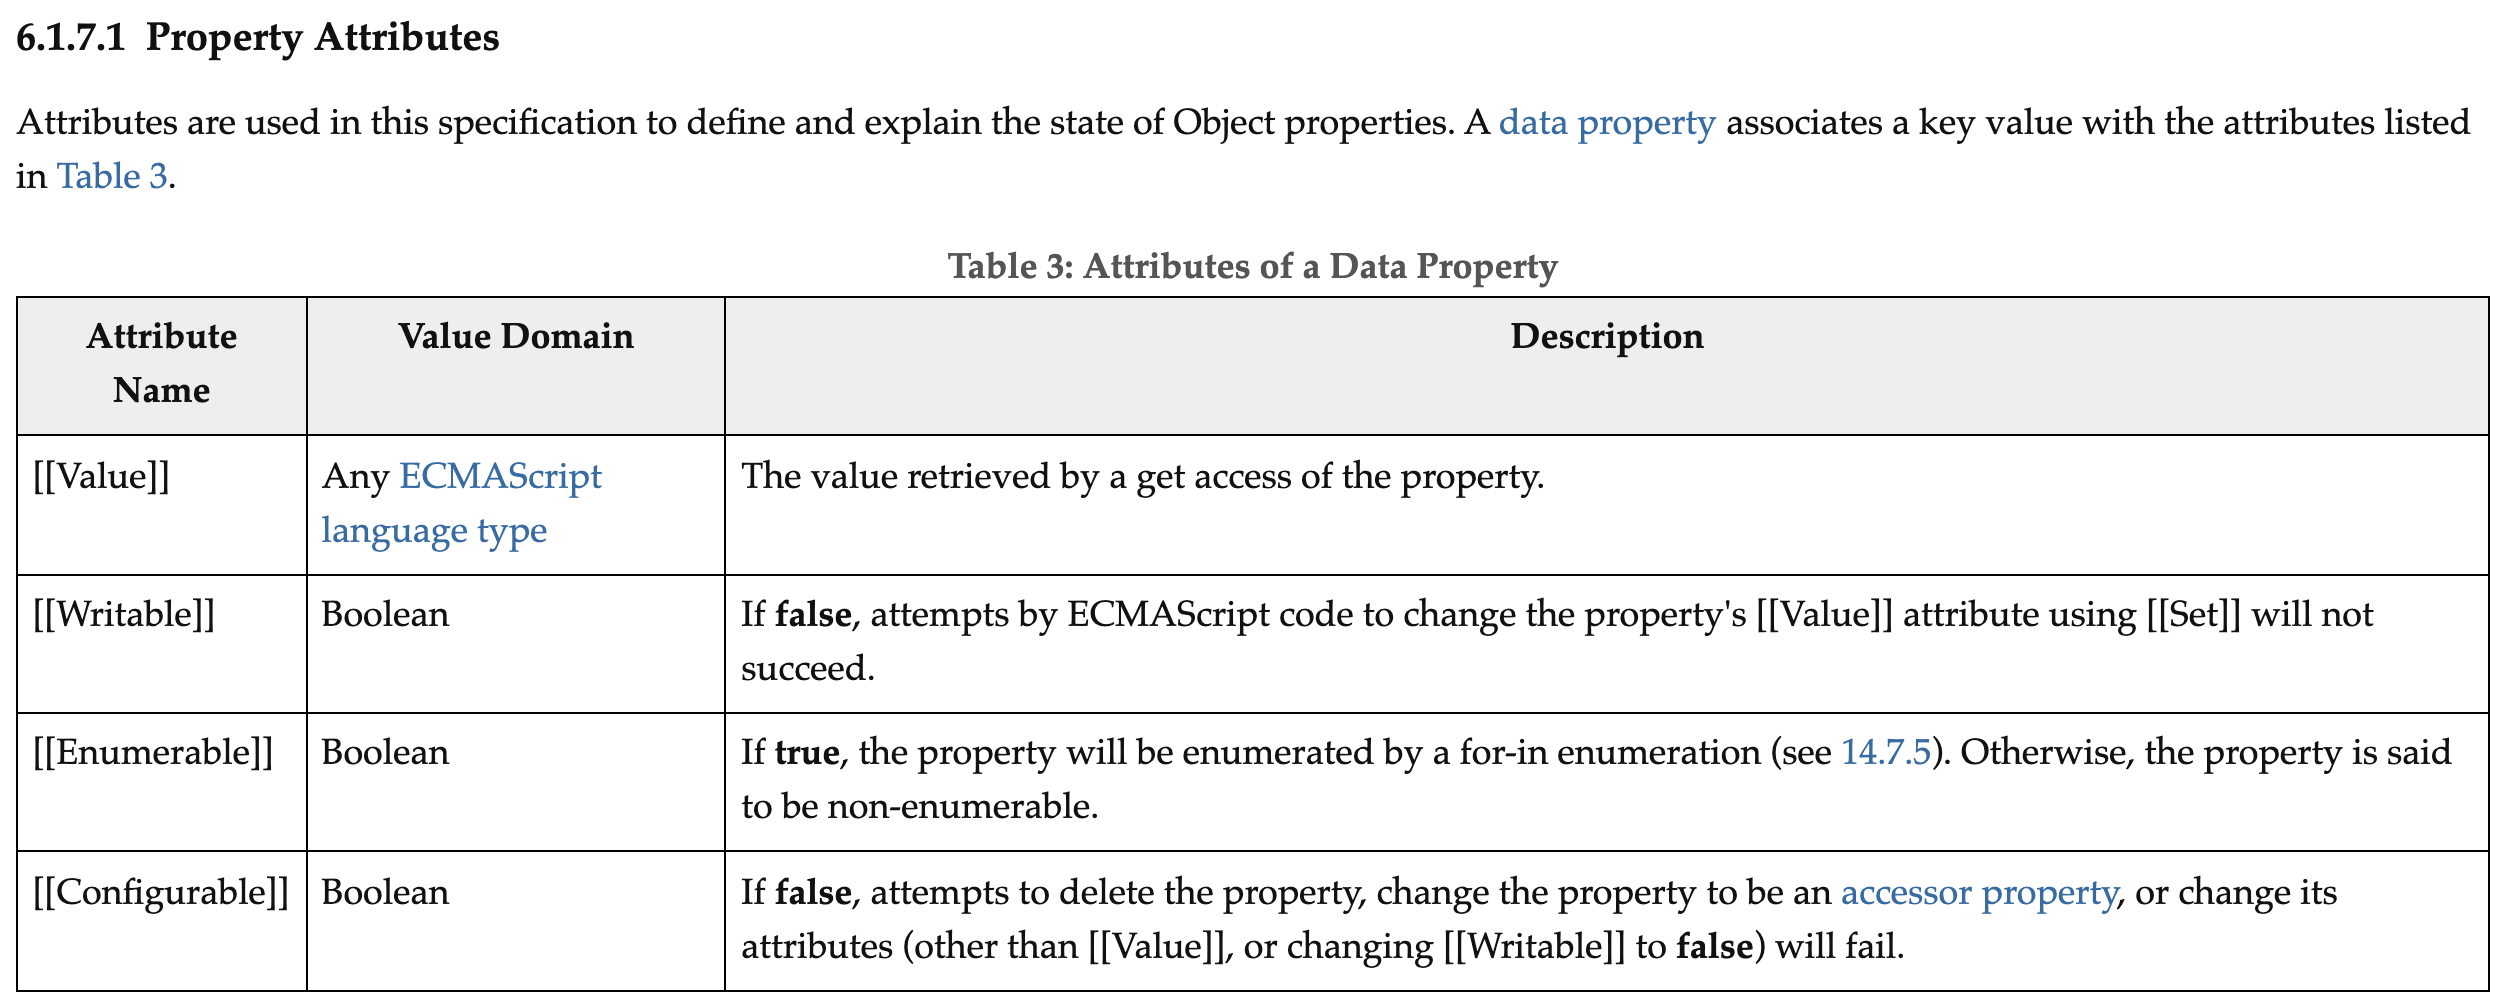 6.1.7.1 Property Attributes
Attributes are used in this specification to define and explain the state of Object properties. A data property associates a key value with the attributes listed
in Table 3.
Table 3: Attributes of a Data Property
Attribute
Name
Value Domain
Description
[[Value]]
Any ECMAScript
language type
The value retrieved by a get access of the property.
[[Writable]]
Boolean
If false, attempts by ECMAScript code to change the property's [[Value]] attribute using [[Set]] will not
succeed.
[[Enumerable]]
Boolean
If true, the property will be enumerated by a for-in enumeration (see 14.7.5). Otherwise, the property is said
to be non-enumerable.
[[Configurable]]
Boolean
If false, attempts to delete the property, change the property to be an accessor property, or change its
attributes (other than [[Value]], or changing [[Writable]] to false) will fail.